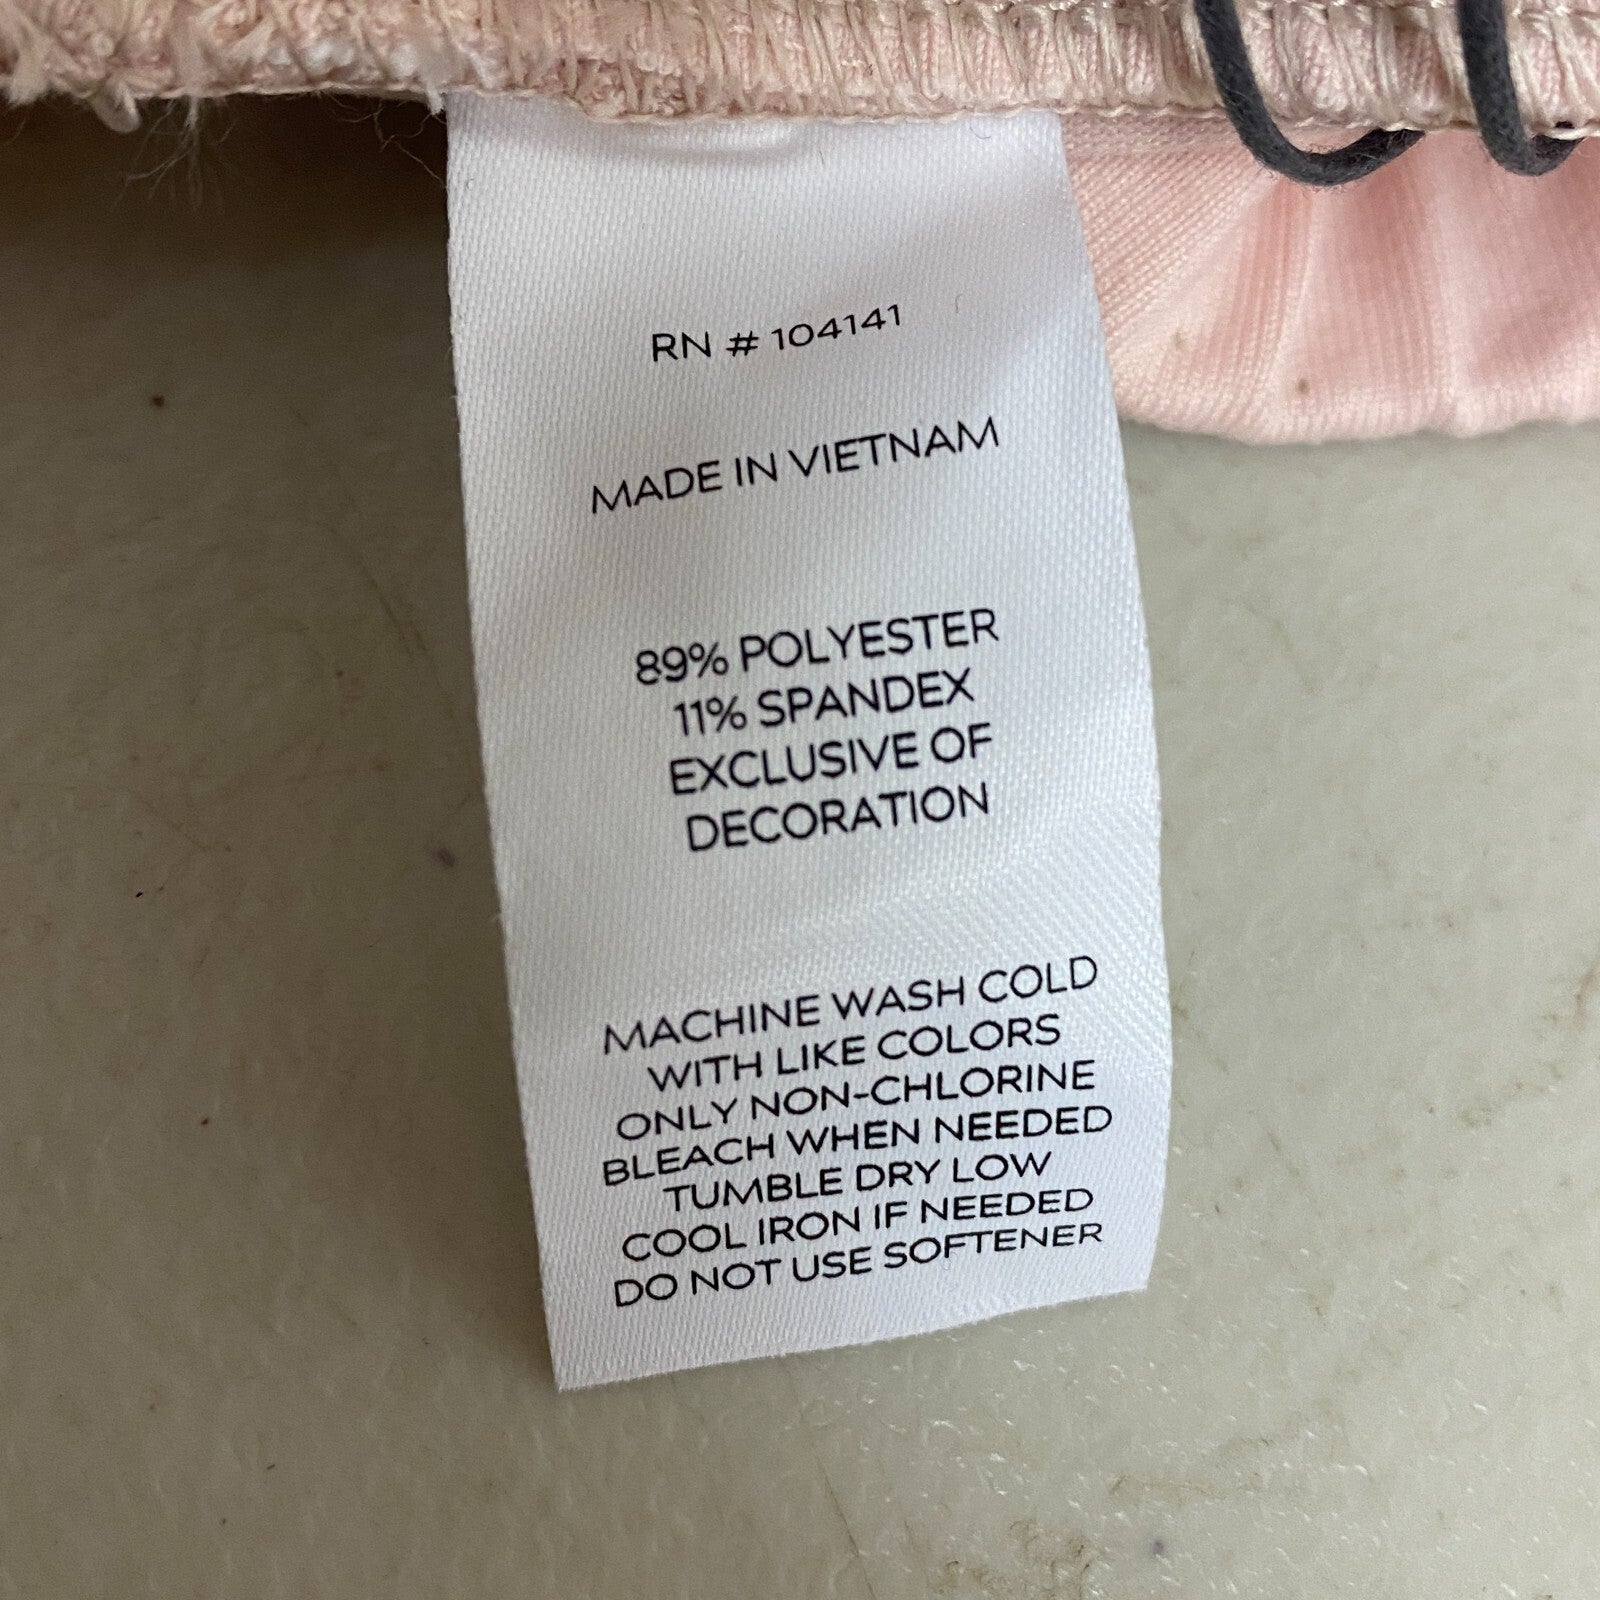 RN # 104141
MADE IN VIETNAM
89% POLYESTER
11% SPANDEX
EXCLUSIVE OF
DECORATION
MACHINE WASH COLD
WITH LIKE COLORS
ONLY NON-CHLORINE
BLEACH WHEN NEEDED
TUMBLE DRY LOW
COOL IRON IF NEEDED
DO NOT USE SOFTENER